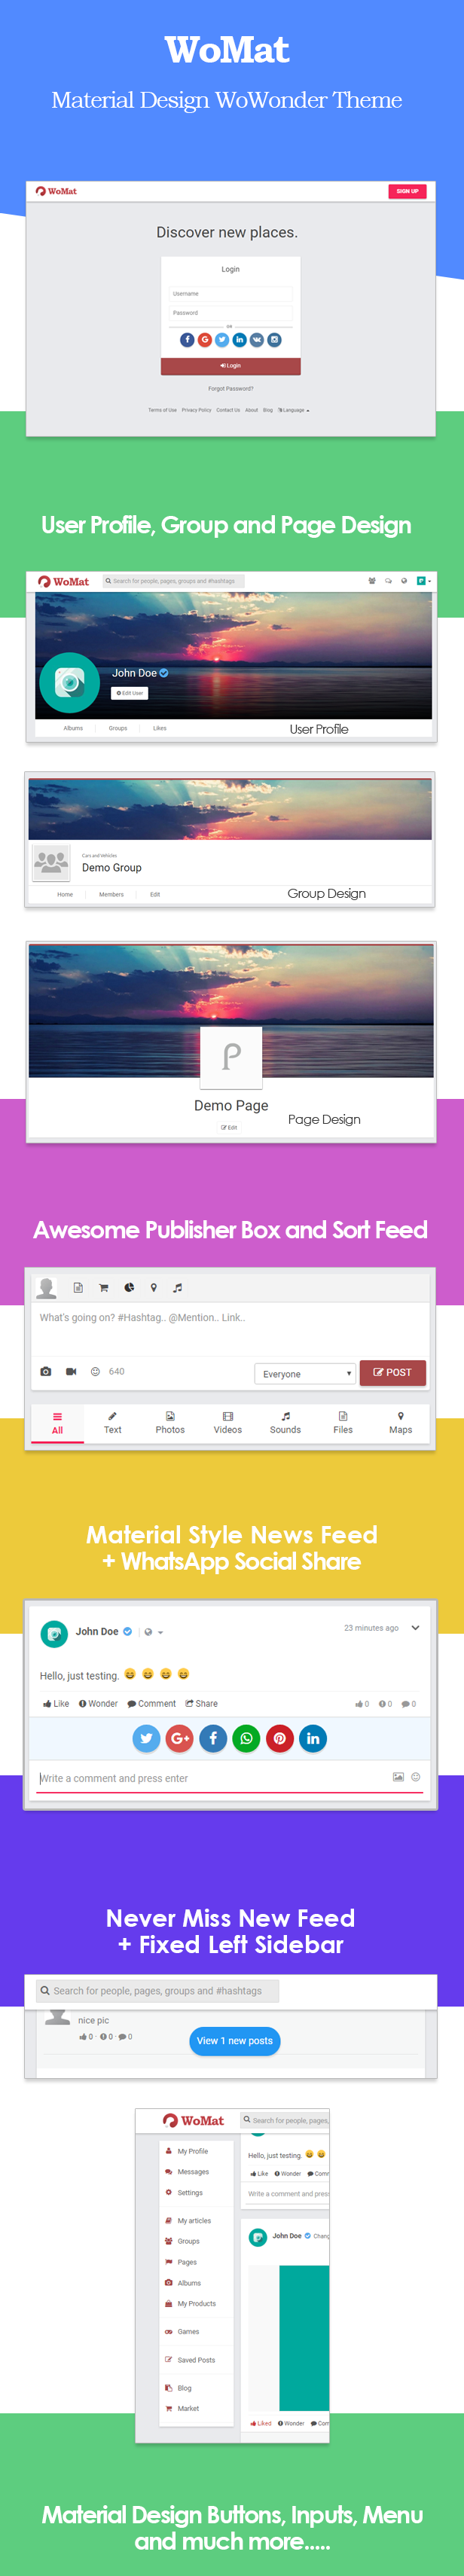 WoMat
Material Design WoWonder Theme
WoMat
SIGN UP
Discover new places.
Login
Username
Password
OR
Login
Forgot Password?
Terms of Use Privacy Policy Contact Us About Blog Language
User Profile, Group and Page Design
WoMat
Search for people, pages, groups and #hashtags
John Doe
Edit User
Albums Groups Likes
User Profile
Cars and Vehicles
Demo Group
Home Members Edit
Group Design
P
Demo Page
Edit
Page Design
Awesome Publisher Box and Sort Feed
What's going on? #Hashtag.. @Mention.. Link..
640
Everyone
POST
All Text Photos Videos Sounds Files Maps
Material Style News Feed
+ WhatsApp Social Share
John Doe
23 minutes ago
Hello, just testing.
Like Wonder Comment Share
0 0 0
Write a comment and press enter
Never Miss New Feed
+ Fixed Left Sidebar
Search for people, pages, groups and #hashtags
nice pic
0 · 0 · 0
View 1 new posts
WoMat
Search for people, pages,
My Profile
Messages
Settings
My articles
Groups
Pages
Albums
My Products
Games
Saved Posts
Blog
Market
Hello, just testing.
Like Wonder Comm
Write a comment and press
John Doe Chang
Liked Wonder Com
Material Design Buttons, Inputs, Menu
and much more.....